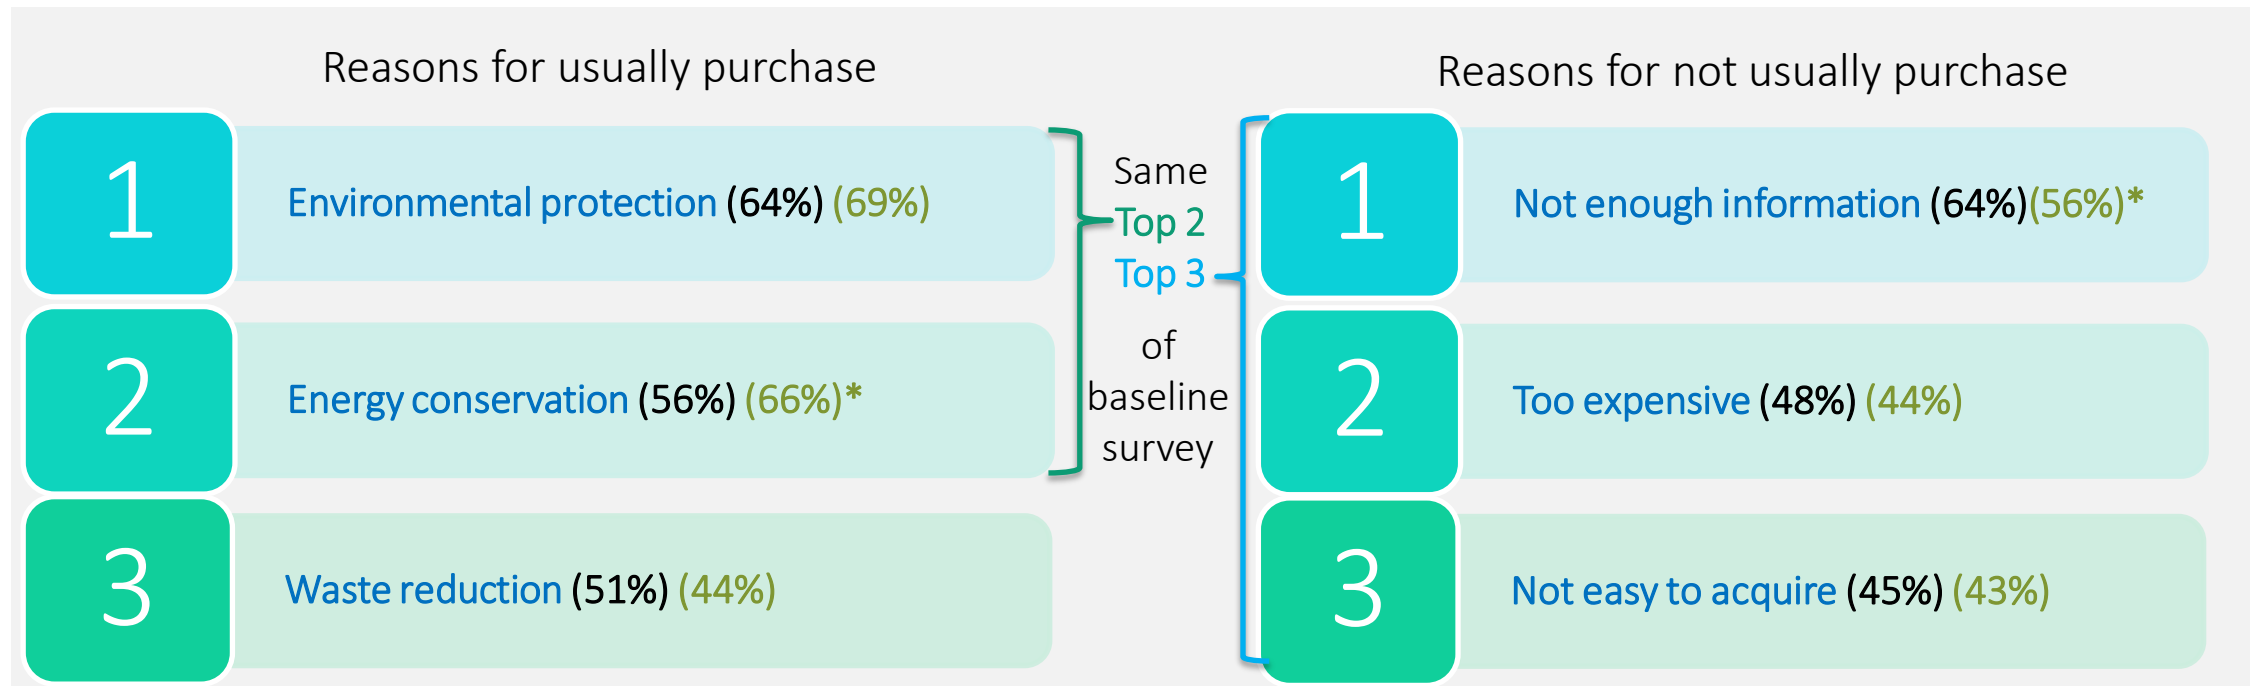 Reasons for usually purchase
1
Environmental protection (64%) (69%)
2
Energy conservation (56%) (66%)*
3
Waste reduction (51%) (44%)
Same
Top 2
Top 3
of
baseline
survey
Reasons for not usually purchase
1
Not enough information (64%)(56%)*
2
Too expensive (48%) (44%)
3
Not easy to acquire (45%) (43%)